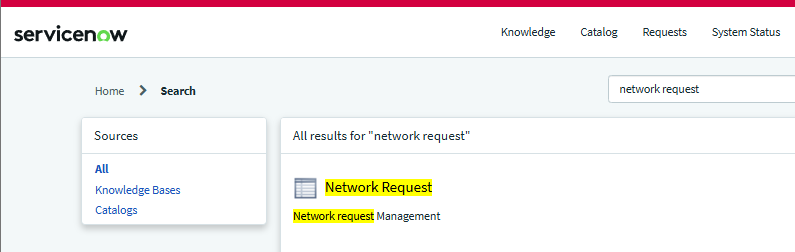 servicenow
Knowledge Catalog Requests System Status
Home Search
network request
Sources
All
Knowledge Bases
Catalogs
All results for "network request"
Network Request
Network request Management